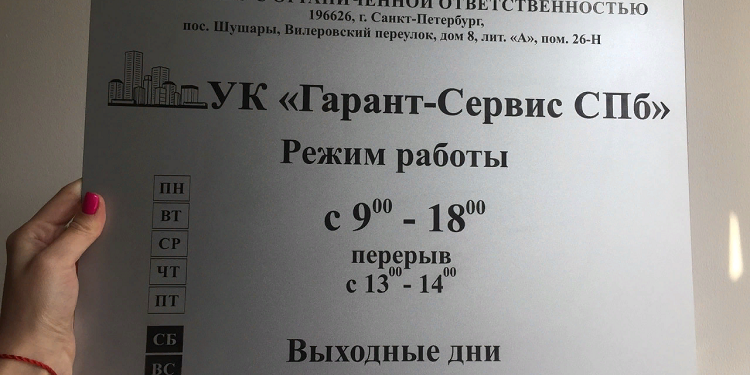 С ОГРАНИЧЕННОЙ ОТВЕТСТВЕННОСТЬЮ
196626, г. Санкт-Петербург,
пос. Шушары, Вилеровский переулок, дом 8, лит. «А», пом. 26-Н
УК «Гарант-Сервис СПб»
Режим работы
ПН
ВТ
СР
ЧТ
ПТ
с 9⁰⁰ - 18⁰⁰
перерыв
с 13⁰⁰ - 14⁰⁰
СБ
ВС
Выходные дни